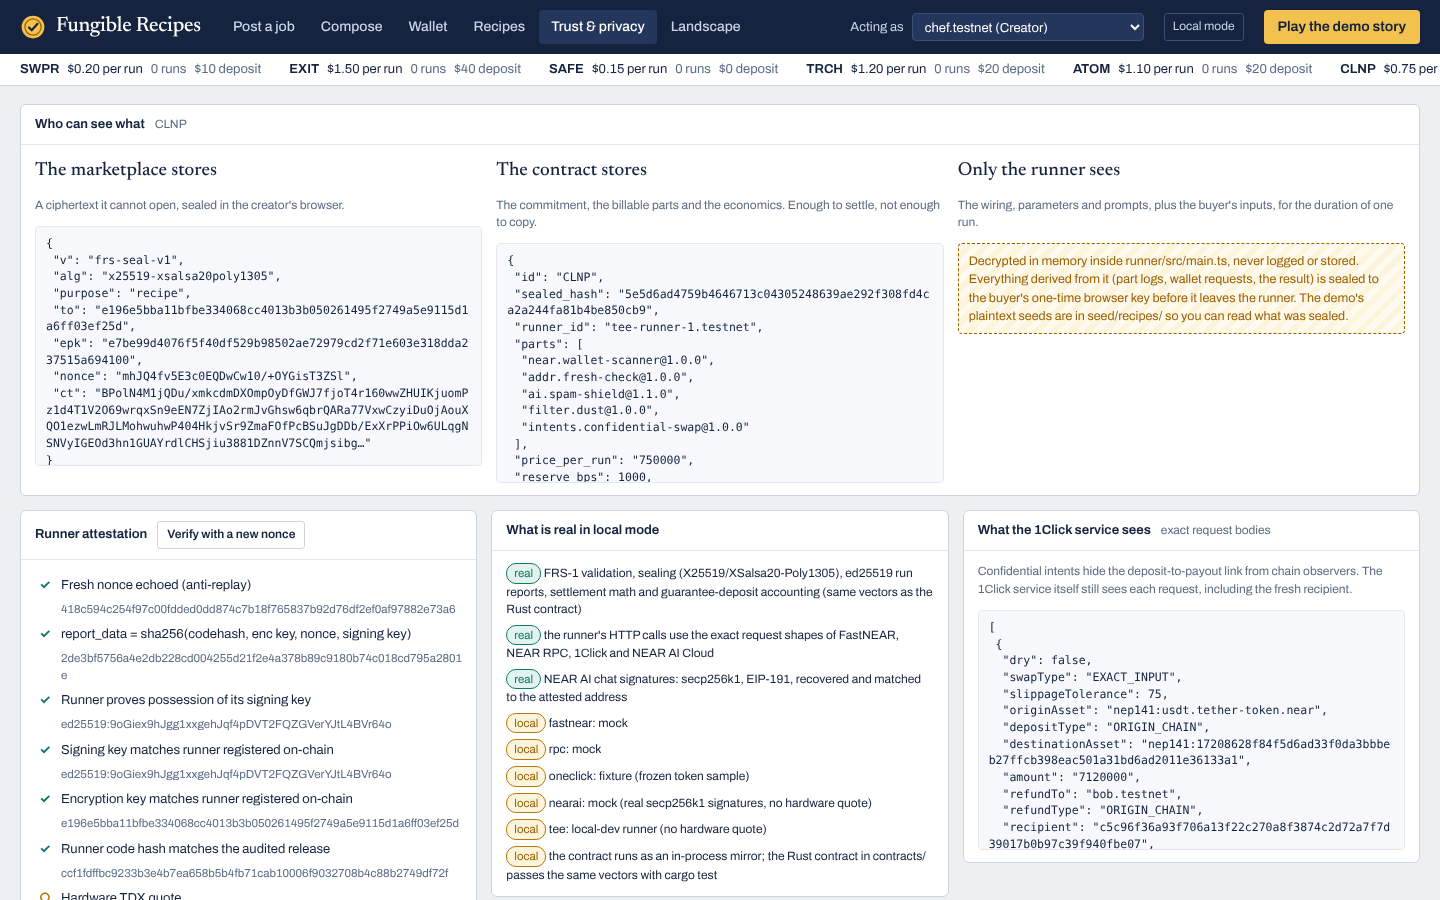 Fungible Recipes
Post a job
Compose
Wallet
Recipes
Trust & privacy
Landscape
Acting as
chef.testnet (Creator)
Local mode
Play the demo story
SWPR $0.20 per run 0 runs $10 deposit EXIT $1.50 per run 0 runs $40 deposit SAFE $0.15 per run 0 runs $0 deposit TRCH $1.20 per run 0 runs $20 deposit ATOM $1.10 per run 0 runs $20 deposit CLNP $0.75 per
Who can see what CLNP
The marketplace stores
A ciphertext it cannot open, sealed in the creator's browser.
{
"v": "frs-seal-v1",
"alg": "x25519-xsalsa20poly1305",
"purpose": "recipe",
"to": "e196e5bba11bfbe334068cc4013b3b050261495f2749a5e9115d1
a6ff03ef25d",
"epk": "e7be99d4076f5f40df529b98502ae72979cd2f71e603e318dda2
37515a694100",
"nonce": "mhJQ4fv5E3c0EQDwCw10/+OYGisT3ZSl",
"ct": "BPolN4M1jQDu/xmkcdmDXOmpOyDfGWJ7fjoT4r160wwZHUIKjuomP
z1d4T1V2O69wrqxSn9eEN7ZjIAo2rmJvGhsw6qbrQARa77VxwCzyiDuOjAouX
QO1ezwLmRJLMohwuhwP404HkjvSr9ZmaFOfPcBSuJgDDb/ExXrPPiOw6ULqgN
SNVyIGEOd3hn1GUAYrdlCHSjiu3881DZnnV7SCQmjsibg…"
}
The contract stores
The commitment, the billable parts and the economics. Enough to settle, not enough
to copy.
{
"id": "CLNP",
"sealed_hash": "5e5d6ad4759b4646713c04305248639ae292f308fd4c
a2a244fa81b4be850cb9",
"runner_id": "tee-runner-1.testnet",
"parts": [
"near.wallet-scanner@1.0.0",
"addr.fresh-check@1.0.0",
"ai.spam-shield@1.1.0",
"filter.dust@1.0.0",
"intents.confidential-swap@1.0.0"
],
"price_per_run": "750000",
"reserve_bps": 1000,
Only the runner sees
The wiring, parameters and prompts, plus the buyer's inputs, for the duration of one
run.
Decrypted in memory inside runner/src/main.ts, never logged or stored.
Everything derived from it (part logs, wallet requests, the result) is sealed to
the buyer's one-time browser key before it leaves the runner. The demo's
plaintext seeds are in seed/recipes/ so you can read what was sealed.
Runner attestation
Verify with a new nonce
Fresh nonce echoed (anti-replay)
418c594c254f97c00fdded0dd874c7b18f765837b92d76df2ef0af97882e73a6
report_data = sha256(codehash, enc key, nonce, signing key)
2de3bf5756a4e2db228cd004255d21f2e4a378b89c9180b74c018cd795a2801
e
Runner proves possession of its signing key
ed25519:9oGiex9hJgg1xxgehJqf4pDVT2FQZGVerYJtL4BVr64o
Signing key matches runner registered on-chain
ed25519:9oGiex9hJgg1xxgehJqf4pDVT2FQZGVerYJtL4BVr64o
Encryption key matches runner registered on-chain
e196e5bba11bfbe334068cc4013b3b050261495f2749a5e9115d1a6ff03ef25d
Runner code hash matches the audited release
ccf1fdffbc9233b3e4b7ea658b5b4fb71cab10006f9032708b4c88b2749df72f
Hardware TDX quote
What is real in local mode
real FRS-1 validation, sealing (X25519/XSalsa20-Poly1305), ed25519 run
reports, settlement math and guarantee-deposit accounting (same vectors as the
Rust contract)
real the runner's HTTP calls use the exact request shapes of FastNEAR,
NEAR RPC, 1Click and NEAR AI Cloud
real NEAR AI chat signatures: secp256k1, EIP-191, recovered and matched
to the attested address
local fastnear: mock
local rpc: mock
local oneclick: fixture (frozen token sample)
local nearai: mock (real secp256k1 signatures, no hardware quote)
local tee: local-dev runner (no hardware quote)
local the contract runs as an in-process mirror; the Rust contract in contracts/
passes the same vectors with cargo test
What the 1Click service sees exact request bodies
Confidential intents hide the deposit-to-payout link from chain observers. The
1Click service itself still sees each request, including the fresh recipient.
[
{
"dry": false,
"swapType": "EXACT_INPUT",
"slippageTolerance": 75,
"originAsset": "nep141:usdt.tether-token.near",
"depositType": "ORIGIN_CHAIN",
"destinationAsset": "nep141:17208628f84f5d6ad33f0da3bbbe
b27ffcb398eac501a31bd6ad2011e36133a1",
"amount": "7120000",
"refundTo": "bob.testnet",
"refundType": "ORIGIN_CHAIN",
"recipient": "c5c96f36a93f706a13f22c270a8f3874c2d72a7f7d
39017b0b97c39f940fbe07",